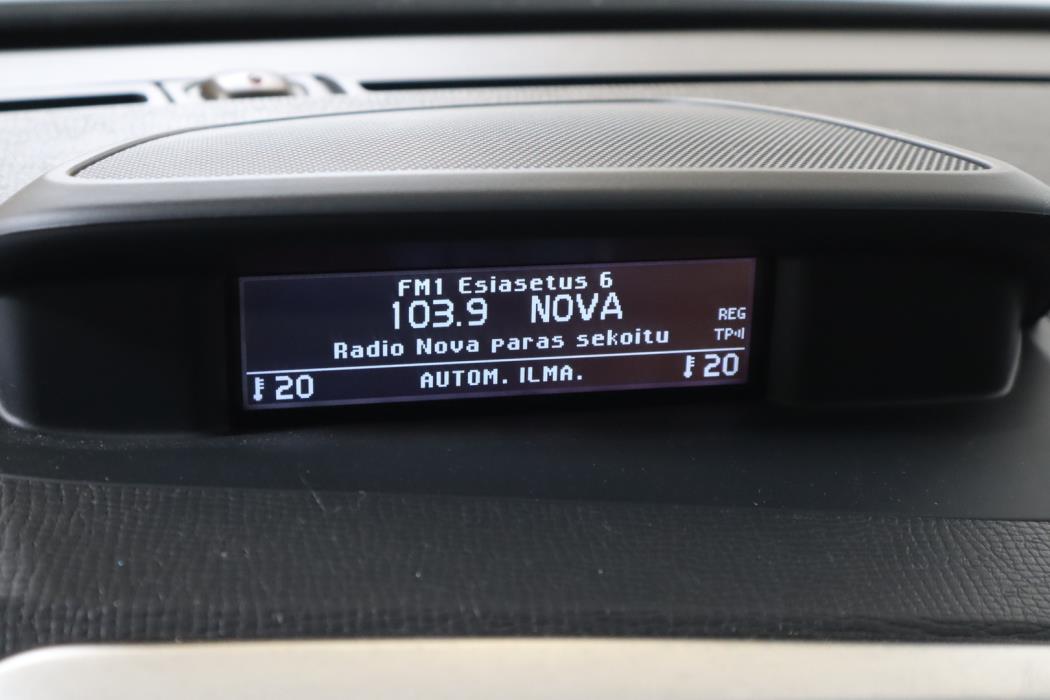 FM1 Esiasetus 6
103.9 NOVA
REG
Radio Nova paras sekoitu
TP
20 AUTOM. ILMA. 20